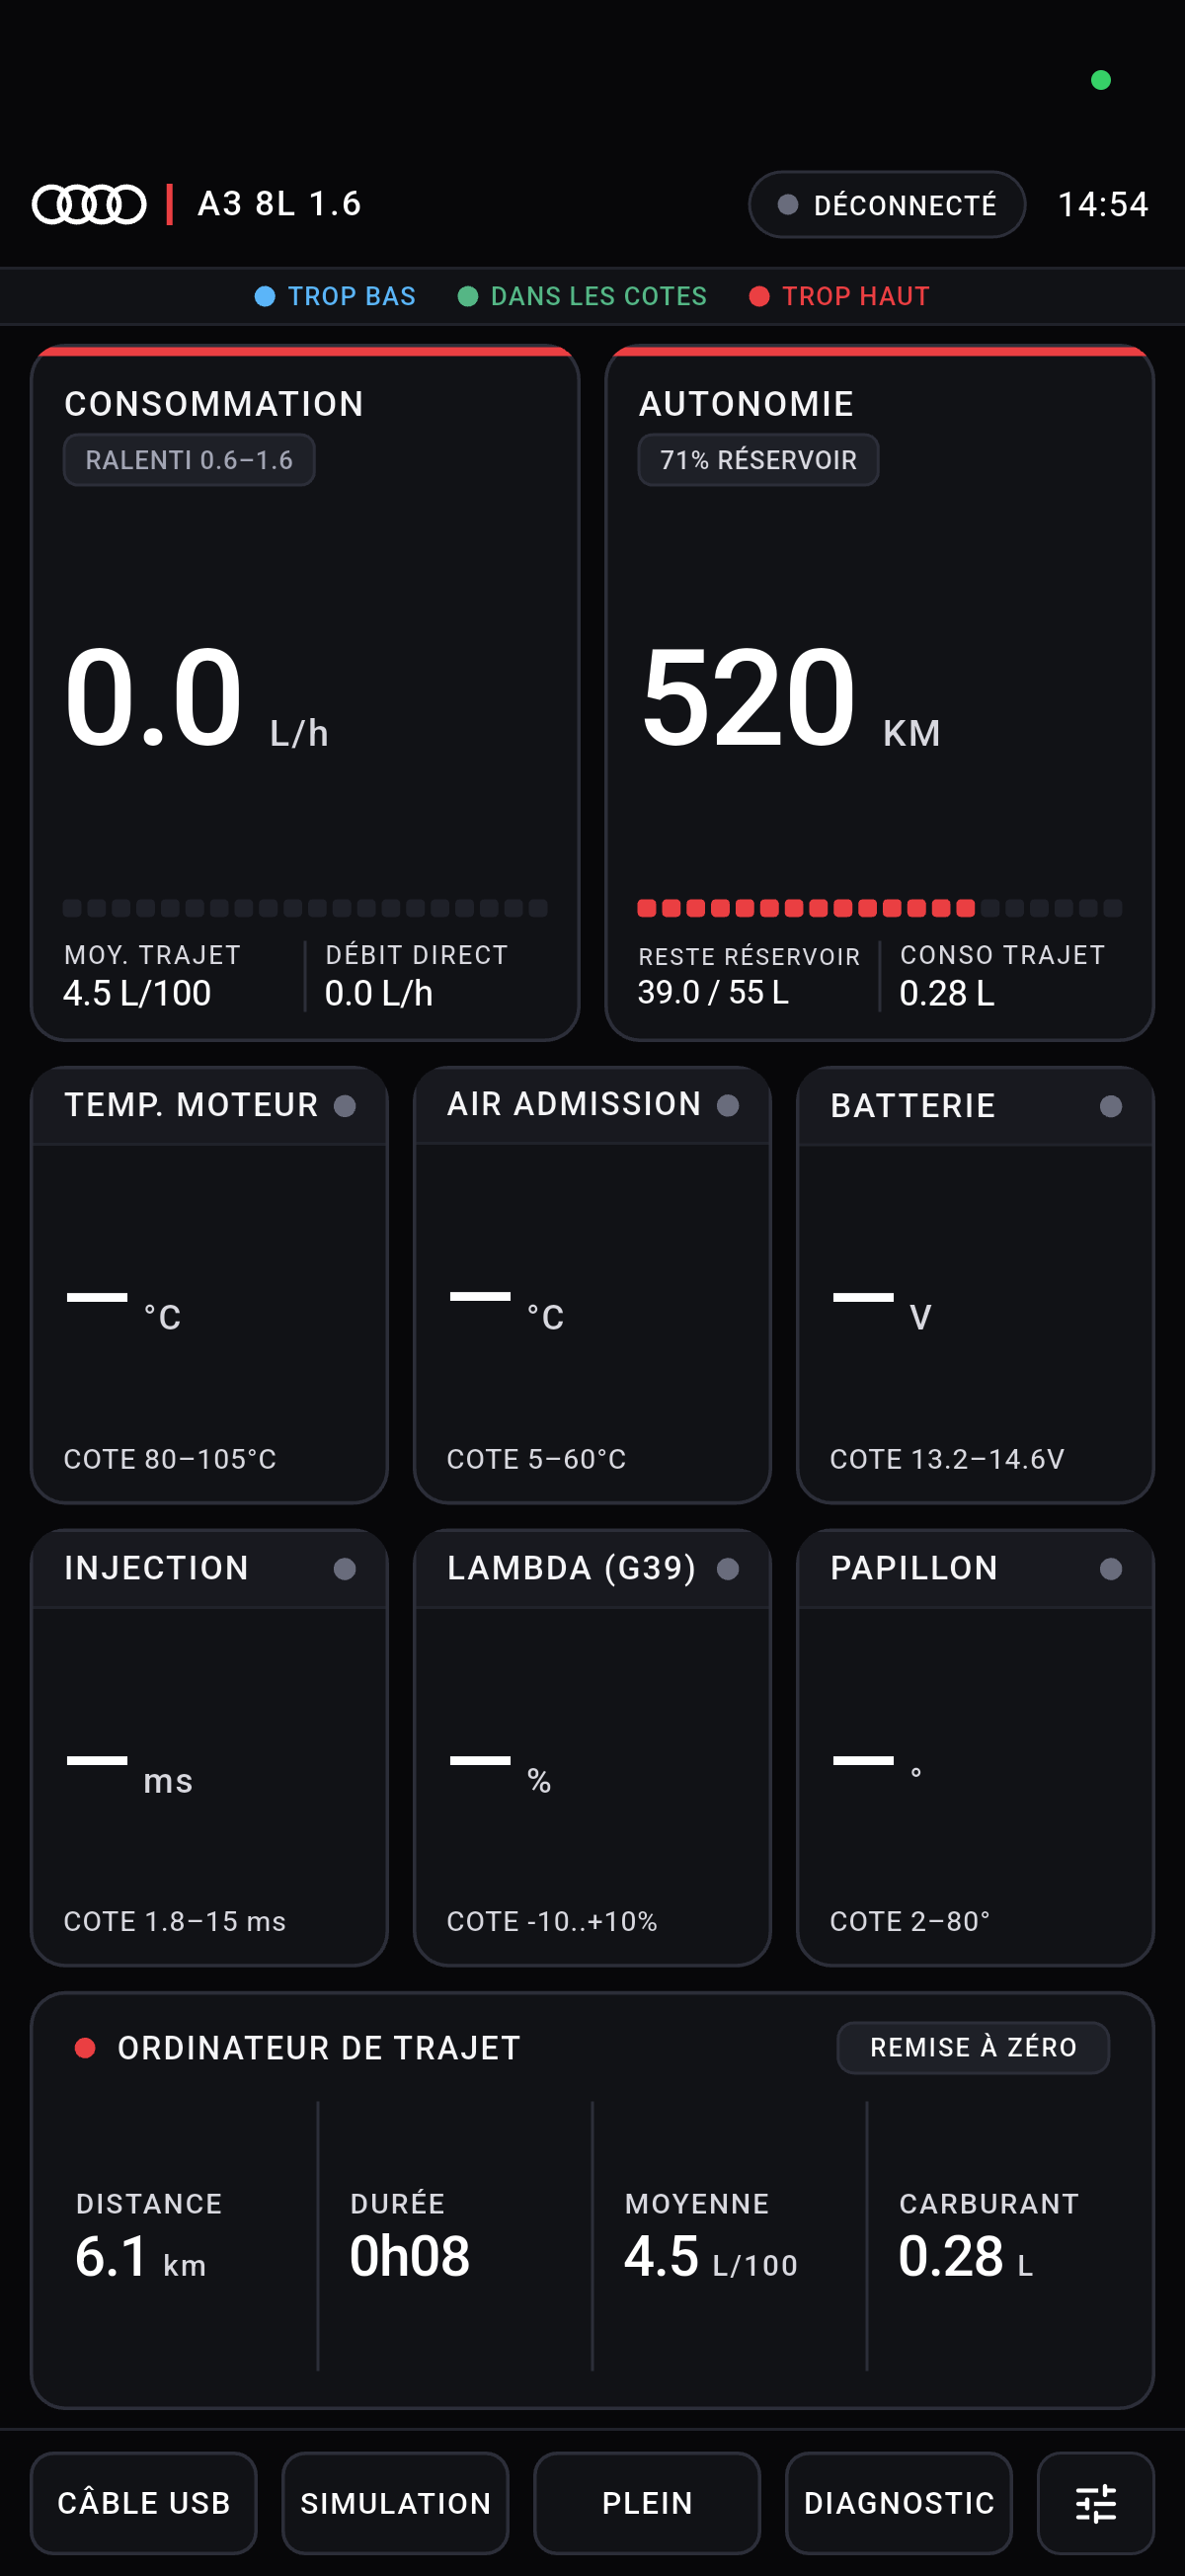 A3 8L 1.6
DÉCONNECTÉ
14:54
TROP BAS
DANS LES COTES
TROP HAUT
CONSOMMATION
RALENTI 0.6–1.6
0.0 L/h
MOY. TRAJET
4.5 L/100
DÉBIT DIRECT
0.0 L/h
AUTONOMIE
71% RÉSERVOIR
520 KM
RESTE RÉSERVOIR
39.0 / 55 L
CONSO TRAJET
0.28 L
TEMP. MOTEUR
— °C
COTE 80–105°C
AIR ADMISSION
— °C
COTE 5–60°C
BATTERIE
— V
COTE 13.2–14.6V
INJECTION
— ms
COTE 1.8–15 ms
LAMBDA (G39)
— %
COTE -10..+10%
PAPILLON
— °
COTE 2–80°
ORDINATEUR DE TRAJET
REMISE À ZÉRO
DISTANCE
6.1 km
DURÉE
0h08
MOYENNE
4.5 L/100
CARBURANT
0.28 L
CÂBLE USB
SIMULATION
PLEIN
DIAGNOSTIC